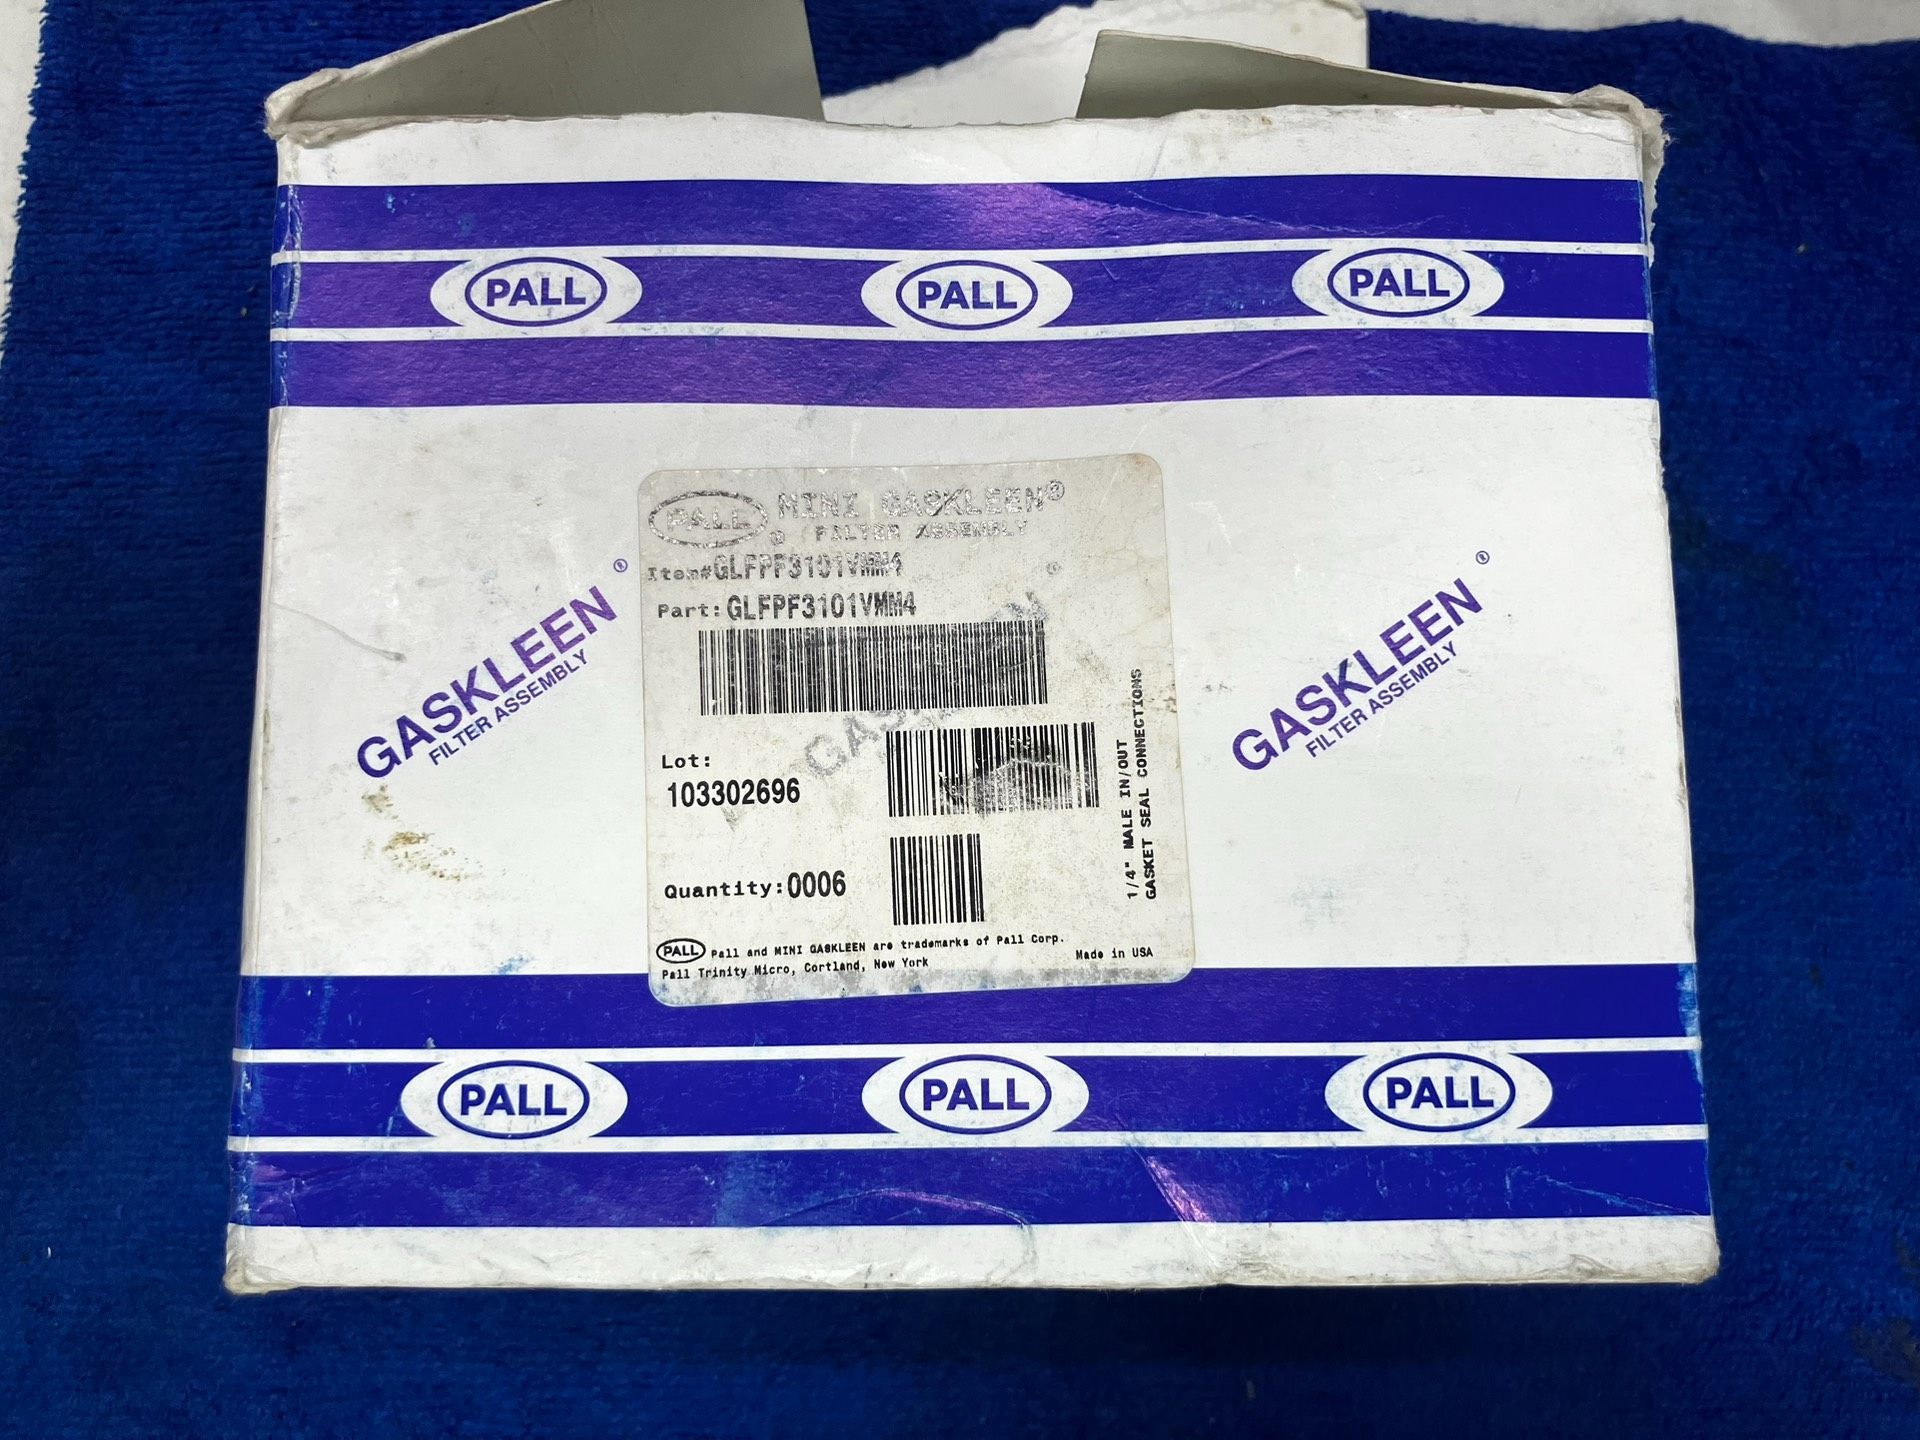 PALL PALL PALL
PALL MINI GASKLEEN®
® FILTER ASSEMBLY
Item#GLFPF3101VMM4
Part:GLFPF3101VMM4
GASKLEEN®
FILTER ASSEMBLY
Lot:
103302696
Quantity:0006
1/4" MALE IN/OUT
GASKET SEAL CONNECTIONS
PALL Pall and MINI GASKLEEN are trademarks of Pall Corp.
Pall Trinity Micro, Cortland, New York
Made in USA
GASKLEEN®
FILTER ASSEMBLY
PALL PALL PALL